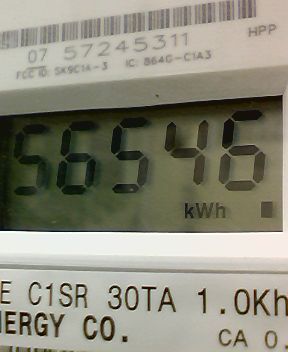 HPP
07 57245311
FCC ID: SK9C1A-3 IC: 864G-C1A3
56546
kWh
E C1SR 30TA 1.0Kh
NERGY CO.
CA 0.